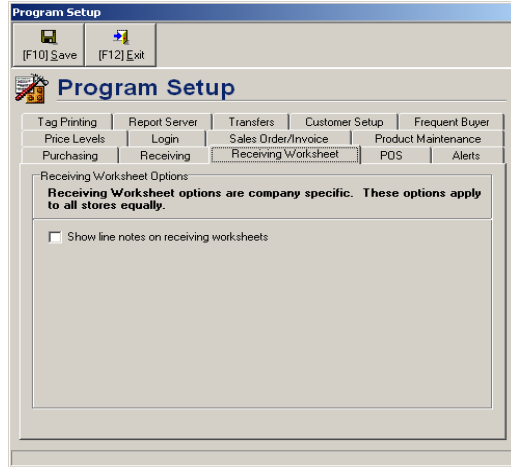 Program Setup
[F10] Save [F12] Exit
Program Setup
Tag Printing Report Server Transfers Customer Setup Frequent Buyer
Price Levels Login Sales Order/Invoice Product Maintenance
Purchasing Receiving Receiving Worksheet POS Alerts
Receiving Worksheet Options
Receiving Worksheet options are company specific. These options apply
to all stores equally.
Show line notes on receiving worksheets